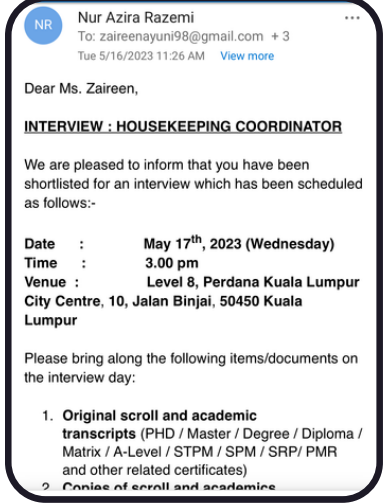 NR
Nur Azira Razemi
To: zaireenayuni98@gmail.com + 3
Tue 5/16/2023 11:26 AM View more
Dear Ms. Zaireen,
INTERVIEW : HOUSEKEEPING COORDINATOR
We are pleased to inform that you have been
shortlisted for an interview which has been scheduled
as follows:-
Date : May 17th, 2023 (Wednesday)
Time : 3.00 pm
Venue : Level 8, Perdana Kuala Lumpur
City Centre, 10, Jalan Binjai, 50450 Kuala
Lumpur
Please bring along the following items/documents on
the interview day:
1. Original scroll and academic
transcripts (PHD / Master / Degree / Diploma /
Matrix / A-Level / STPM / SPM / SRP/ PMR
and other related certificates)
2. Copies of scroll and academics